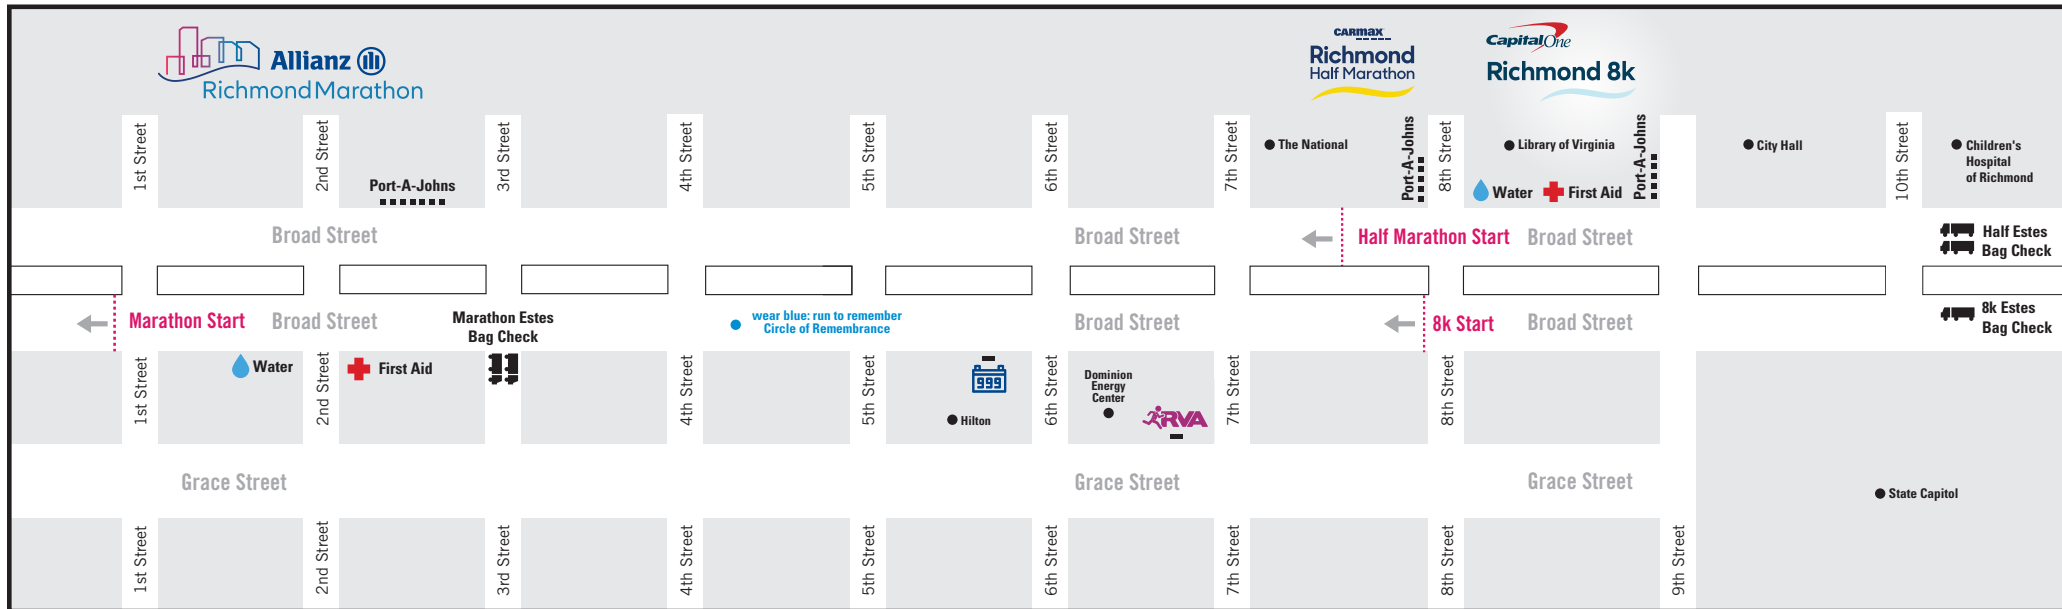 Allianz
Richmond Marathon
CARMAX
Richmond
Half Marathon
Capital One
Richmond 8k
1st Street
2nd Street
Port-A-Johns
3rd Street
4th Street
5th Street
6th Street
7th Street
The National
Port-A-Johns
8th Street
Library of Virginia
Water
First Aid
Port-A-Johns
City Hall
10th Street
Children's
Hospital
of Richmond
Broad Street
Broad Street
Half Marathon Start
Broad Street
Half Estes
Bag Check
Marathon Start
Broad Street
Marathon Estes
Bag Check
wear blue: run to remember
Circle of Remembrance
Broad Street
8k Start
Broad Street
8k Estes
Bag Check
1st Street
Water
2nd Street
First Aid
4th Street
5th Street
999
Hilton
6th Street
Dominion
Energy
Center
RVA
7th Street
8th Street
Grace Street
Grace Street
Grace Street
State Capitol
1st Street
2nd Street
3rd Street
4th Street
5th Street
6th Street
7th Street
8th Street
9th Street